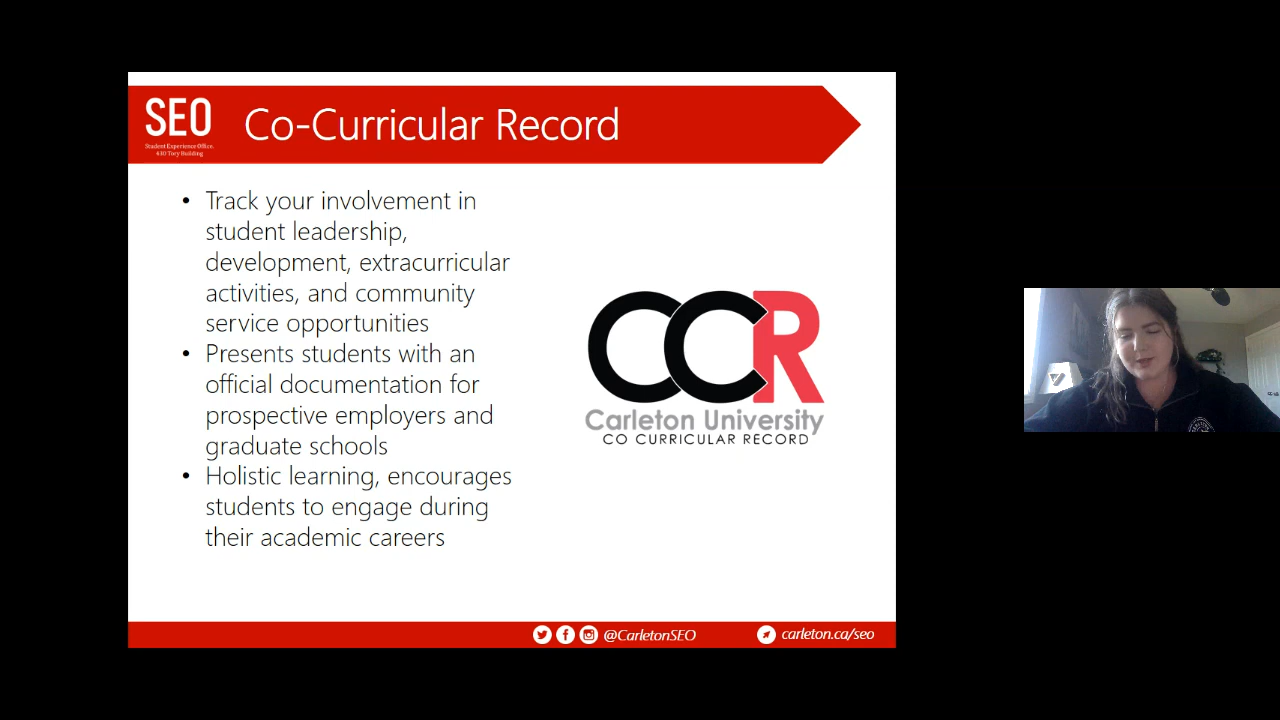 SEO
Student Experience Office.
430 Tory Building
Co-Curricular Record
• Track your involvement in
student leadership,
development, extracurricular
activities, and community
service opportunities
• Presents students with an
official documentation for
prospective employers and
graduate schools
• Holistic learning, encourages
students to engage during
their academic careers
CCR
Carleton University
CO CURRICULAR RECORD
@CarletonSEO
carleton.ca/seo